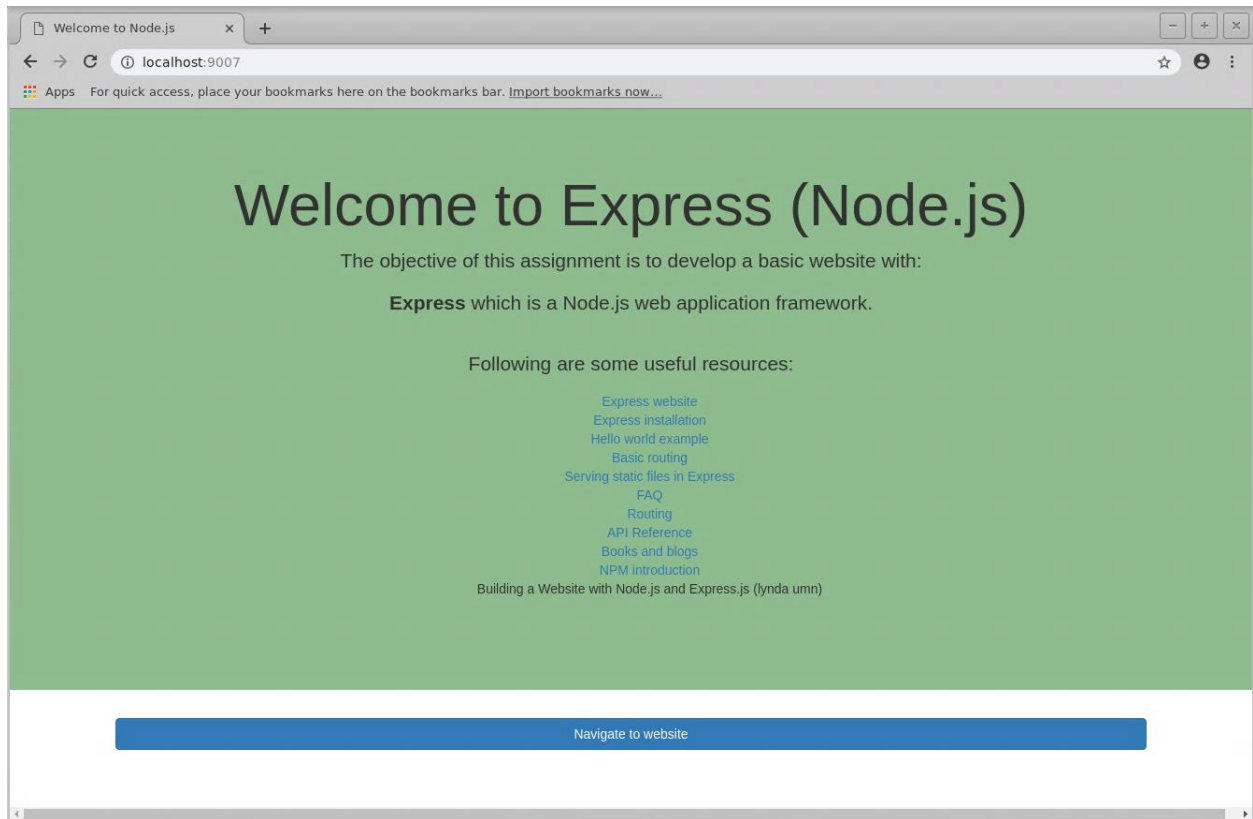 Welcome to Node.js
localhost:9007
Apps For quick access, place your bookmarks here on the bookmarks bar. Import bookmarks now...
Welcome to Express (Node.js)
The objective of this assignment is to develop a basic website with:
Express which is a Node.js web application framework.
Following are some useful resources:
Express website
Express installation
Hello world example
Basic routing
Serving static files in Express
FAQ
Routing
API Reference
Books and blogs
NPM introduction
Building a Website with Node.js and Express.js (lynda umn)
Navigate to website